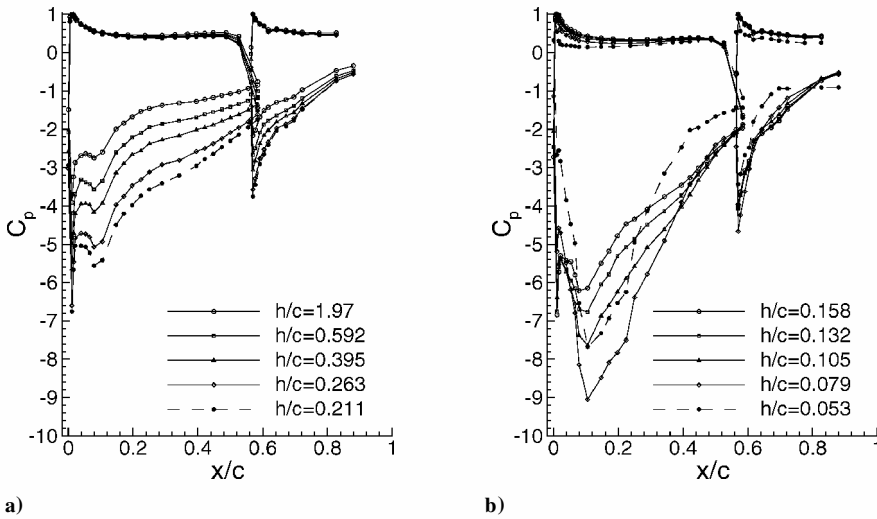 1
0
-1
-2
-3
-4
-5
-6
-7
-8
-9
-10
Cp
0 0.2 0.4 0.6 0.8 1
x/c
h/c=1.97
h/c=0.592
h/c=0.395
h/c=0.263
h/c=0.211
a)
1
0
-1
-2
-3
-4
-5
-6
-7
-8
-9
-10
Cp
0 0.2 0.4 0.6 0.8 1
x/c
h/c=0.158
h/c=0.132
h/c=0.105
h/c=0.079
h/c=0.053
b)